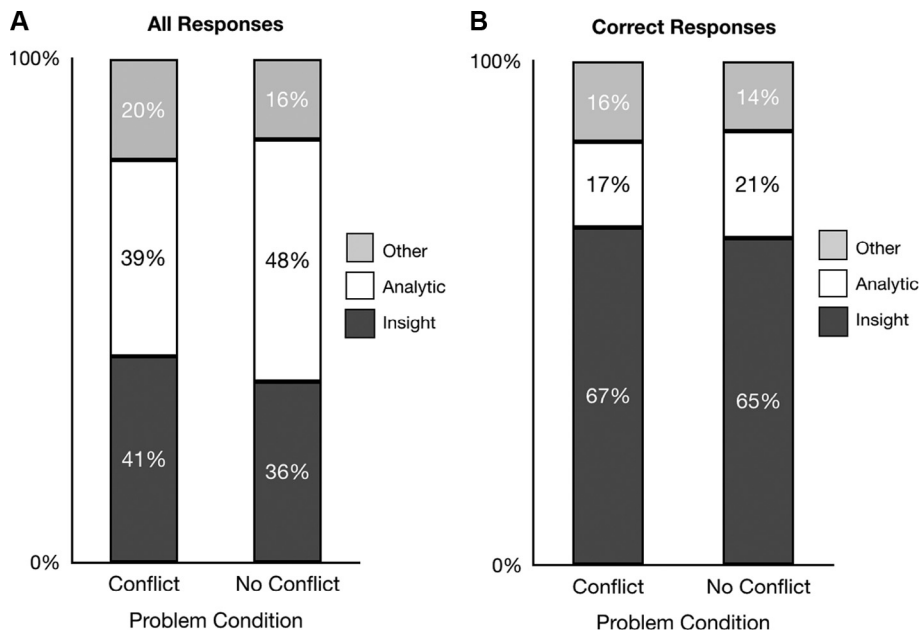 A
All Responses
100%
20%
16%
39%
48%
41%
36%
0%
Conflict
No Conflict
Problem Condition
Other
Analytic
Insight
B
Correct Responses
100%
16%
14%
17%
21%
67%
65%
0%
Conflict
No Conflict
Problem Condition
Other
Analytic
Insight